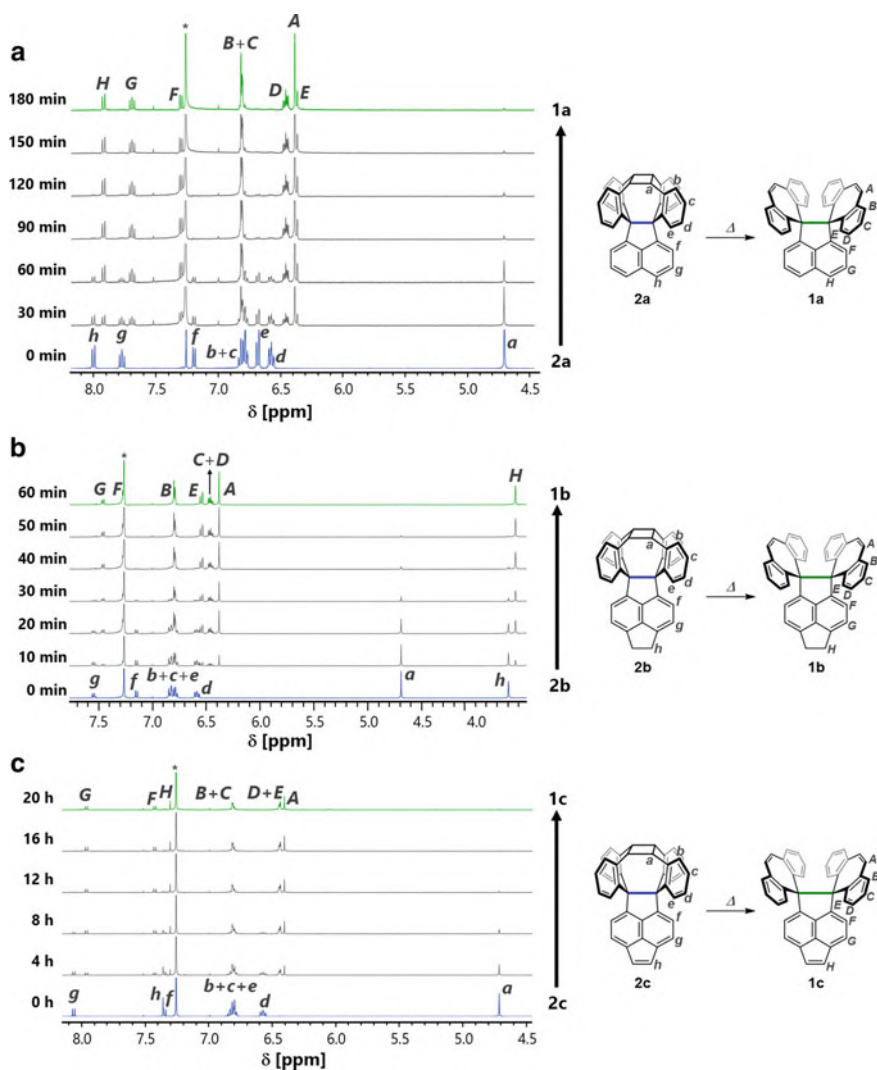 a
* A
H G F B+C D E
180 min
150 min
120 min
90 min
60 min
30 min
0 min
h g f b+c e d a
8.0 7.5 7.0 6.5 6.0 5.5 5.0 4.5
δ [ppm]
1a
2a
a b c d e f g h
2a
Δ
A B C D E F G H
1a
b
* C+D
G F B E A H
60 min
50 min
40 min
30 min
20 min
10 min
0 min
g f b+c+e d a h
7.5 7.0 6.5 6.0 5.5 5.0 4.5 4.0
δ [ppm]
1b
2b
a b c d e f g h
2b
Δ
A B C D E F G H
1b
c
*
G F H B+C D+E A
20 h
16 h
12 h
8 h
4 h
0 h
g h f b+c+e d a
8.0 7.5 7.0 6.5 6.0 5.5 5.0 4.5
δ [ppm]
1c
2c
a b c d e f g h
2c
Δ
A B C D E F G H
1c